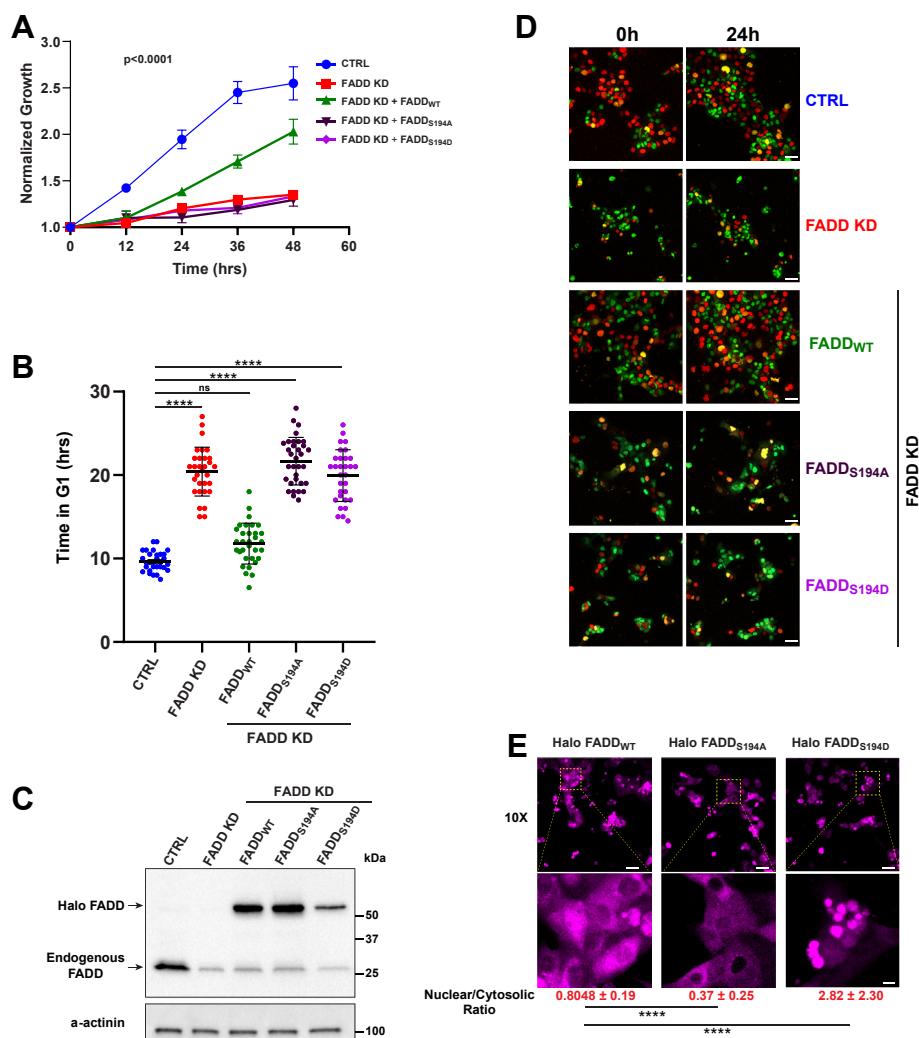 A
p<0.0001
Normalized Growth
3.0
2.5
2.0
1.5
1.0
0
12
24
36
48
60
Time (hrs)
CTRL
FADD KD
FADD KD + FADDWT
FADD KD + FADDS194A
FADD KD + FADDS194D
B
****
****
ns
****
Time in G1 (hrs)
30
20
10
0
CTRL
FADD KD
FADDWT
FADDS194A
FADDS194D
FADD KD
C
FADD KD
CTRL
FADD KD
FADDWT
FADDS194A
FADDS194D
kDa
Halo FADD
50
37
Endogenous
FADD
25
a-actinin
100
D
0h
24h
CTRL
FADD KD
FADDWT
FADDS194A
FADDS194D
FADD KD
E
Halo FADDWT
Halo FADDS194A
Halo FADDS194D
10X
Nuclear/Cytosolic
Ratio
0.8048 ± 0.19
0.37 ± 0.25
2.82 ± 2.30
****
****